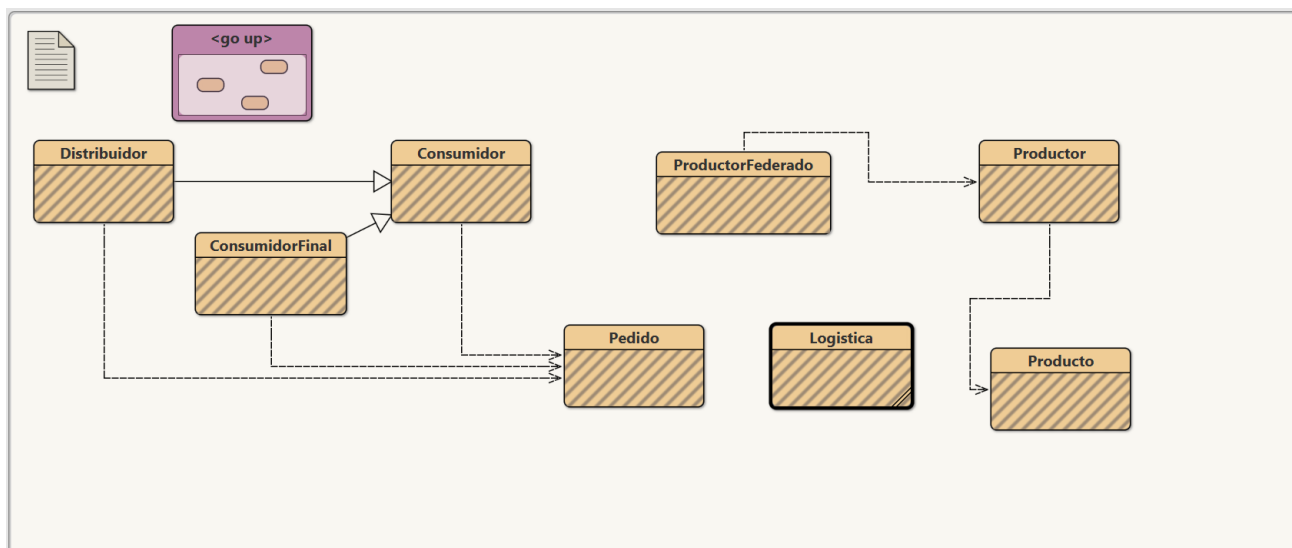 <go up>
Distribuidor
Consumidor
ProductorFederado
Productor
ConsumidorFinal
Pedido
Logistica
Producto